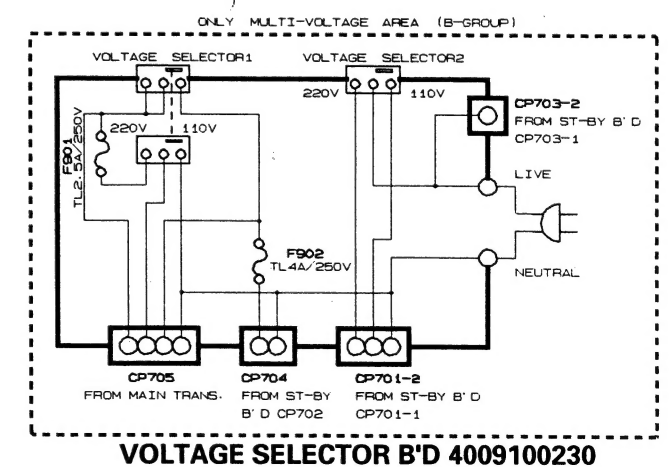 ONLY MULTI-VOLTAGE AREA (B-GROUP)
VOLTAGE SELECTOR1
VOLTAGE SELECTOR2
220V
110V
CP703-2
FROM ST-BY B'D
CP703-1
220V
110V
F901
TL2.5A/250V
LIVE
F902
TL4A/250V
NEUTRAL
CP705
FROM MAIN TRANS.
CP704
FROM ST-BY
B'D CP702
CP701-2
FROM ST-BY B'D
CP701-1
VOLTAGE SELECTOR B'D 4009100230